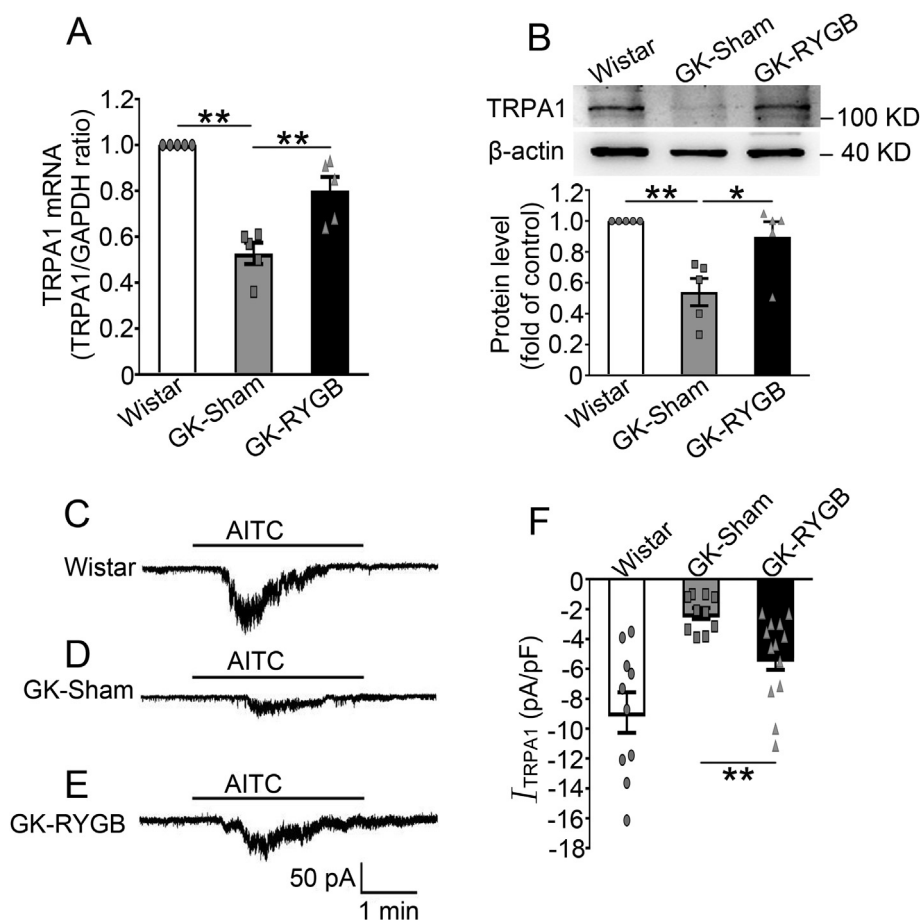 A
TRPA1 mRNA
(TRPA1/GAPDH ratio)
1.2
1.0
0.8
0.6
0.4
0.2
0
**
**
Wistar
GK-Sham
GK-RYGB
B
Wistar
GK-Sham
GK-RYGB
TRPA1
100 KD
β-actin
40 KD
Protein level
(fold of control)
1.2
1.0
0.8
0.6
0.4
0.2
0
**
*
Wistar
GK-Sham
GK-RYGB
C
AITC
Wistar
D
AITC
GK-Sham
E
AITC
GK-RYGB
50 pA
1 min
F
Wistar
GK-Sham
GK-RYGB
I TRPA1 (pA/pF)
0
-2
-4
-6
-8
-10
-12
-14
-16
-18
**